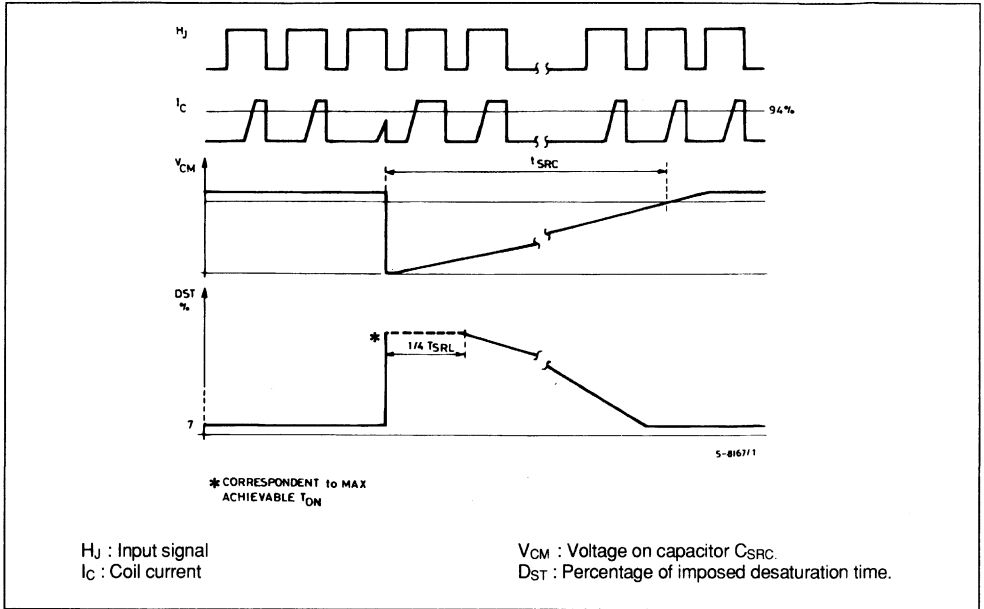 HJ
IC
94%
VCM
tSRC
DST
%
*
1/4 TSRL
7
S-8167/1
* CORRESPONDENT to MAX
ACHIEVABLE TON
HJ : Input signal
VCM : Voltage on capacitor CSRC.
IC : Coil current
DST : Percentage of imposed desaturation time.